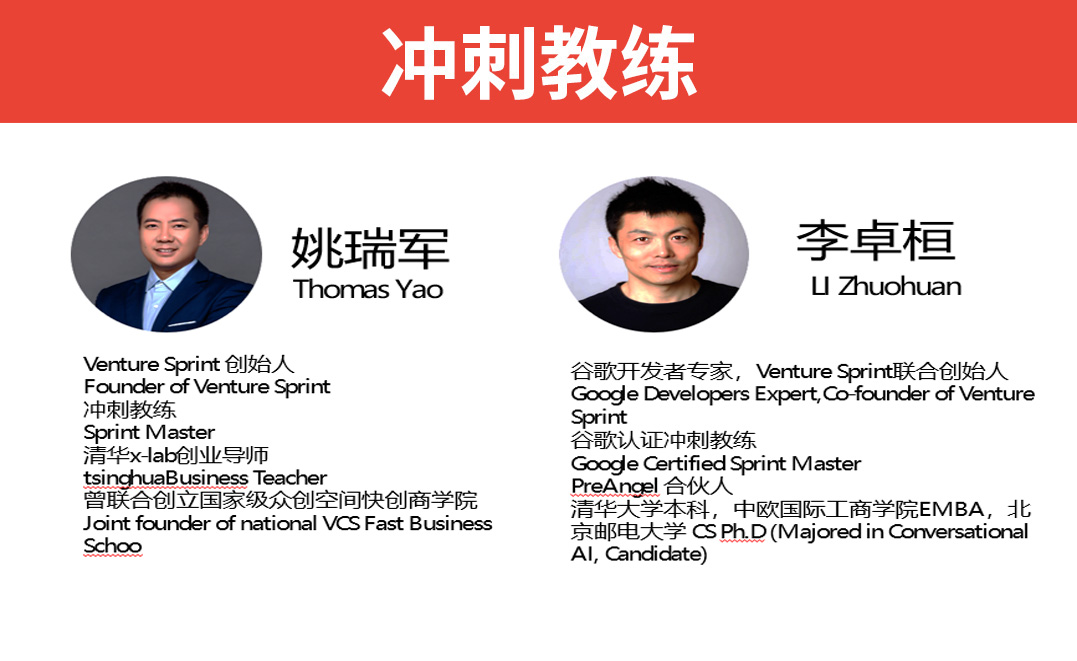 冲刺教练
姚瑞军
Thomas Yao
Venture Sprint 创始人
Founder of Venture Sprint
冲刺教练
Sprint Master
清华x-lab创业导师
tsinghuaBusiness Teacher
曾联合创立国家级众创空间快创商学院
Joint founder of national VCS Fast Business
Schoo
李卓桓
LI Zhuohuan
谷歌开发者专家，Venture Sprint联合创始人
Google Developers Expert,Co-founder of Venture
Sprint
谷歌认证冲刺教练
Google Certified Sprint Master
PreAngel 合伙人
清华大学本科，中欧国际工商学院EMBA，北
京邮电大学 CS Ph.D (Majored in Conversational
AI, Candidate)